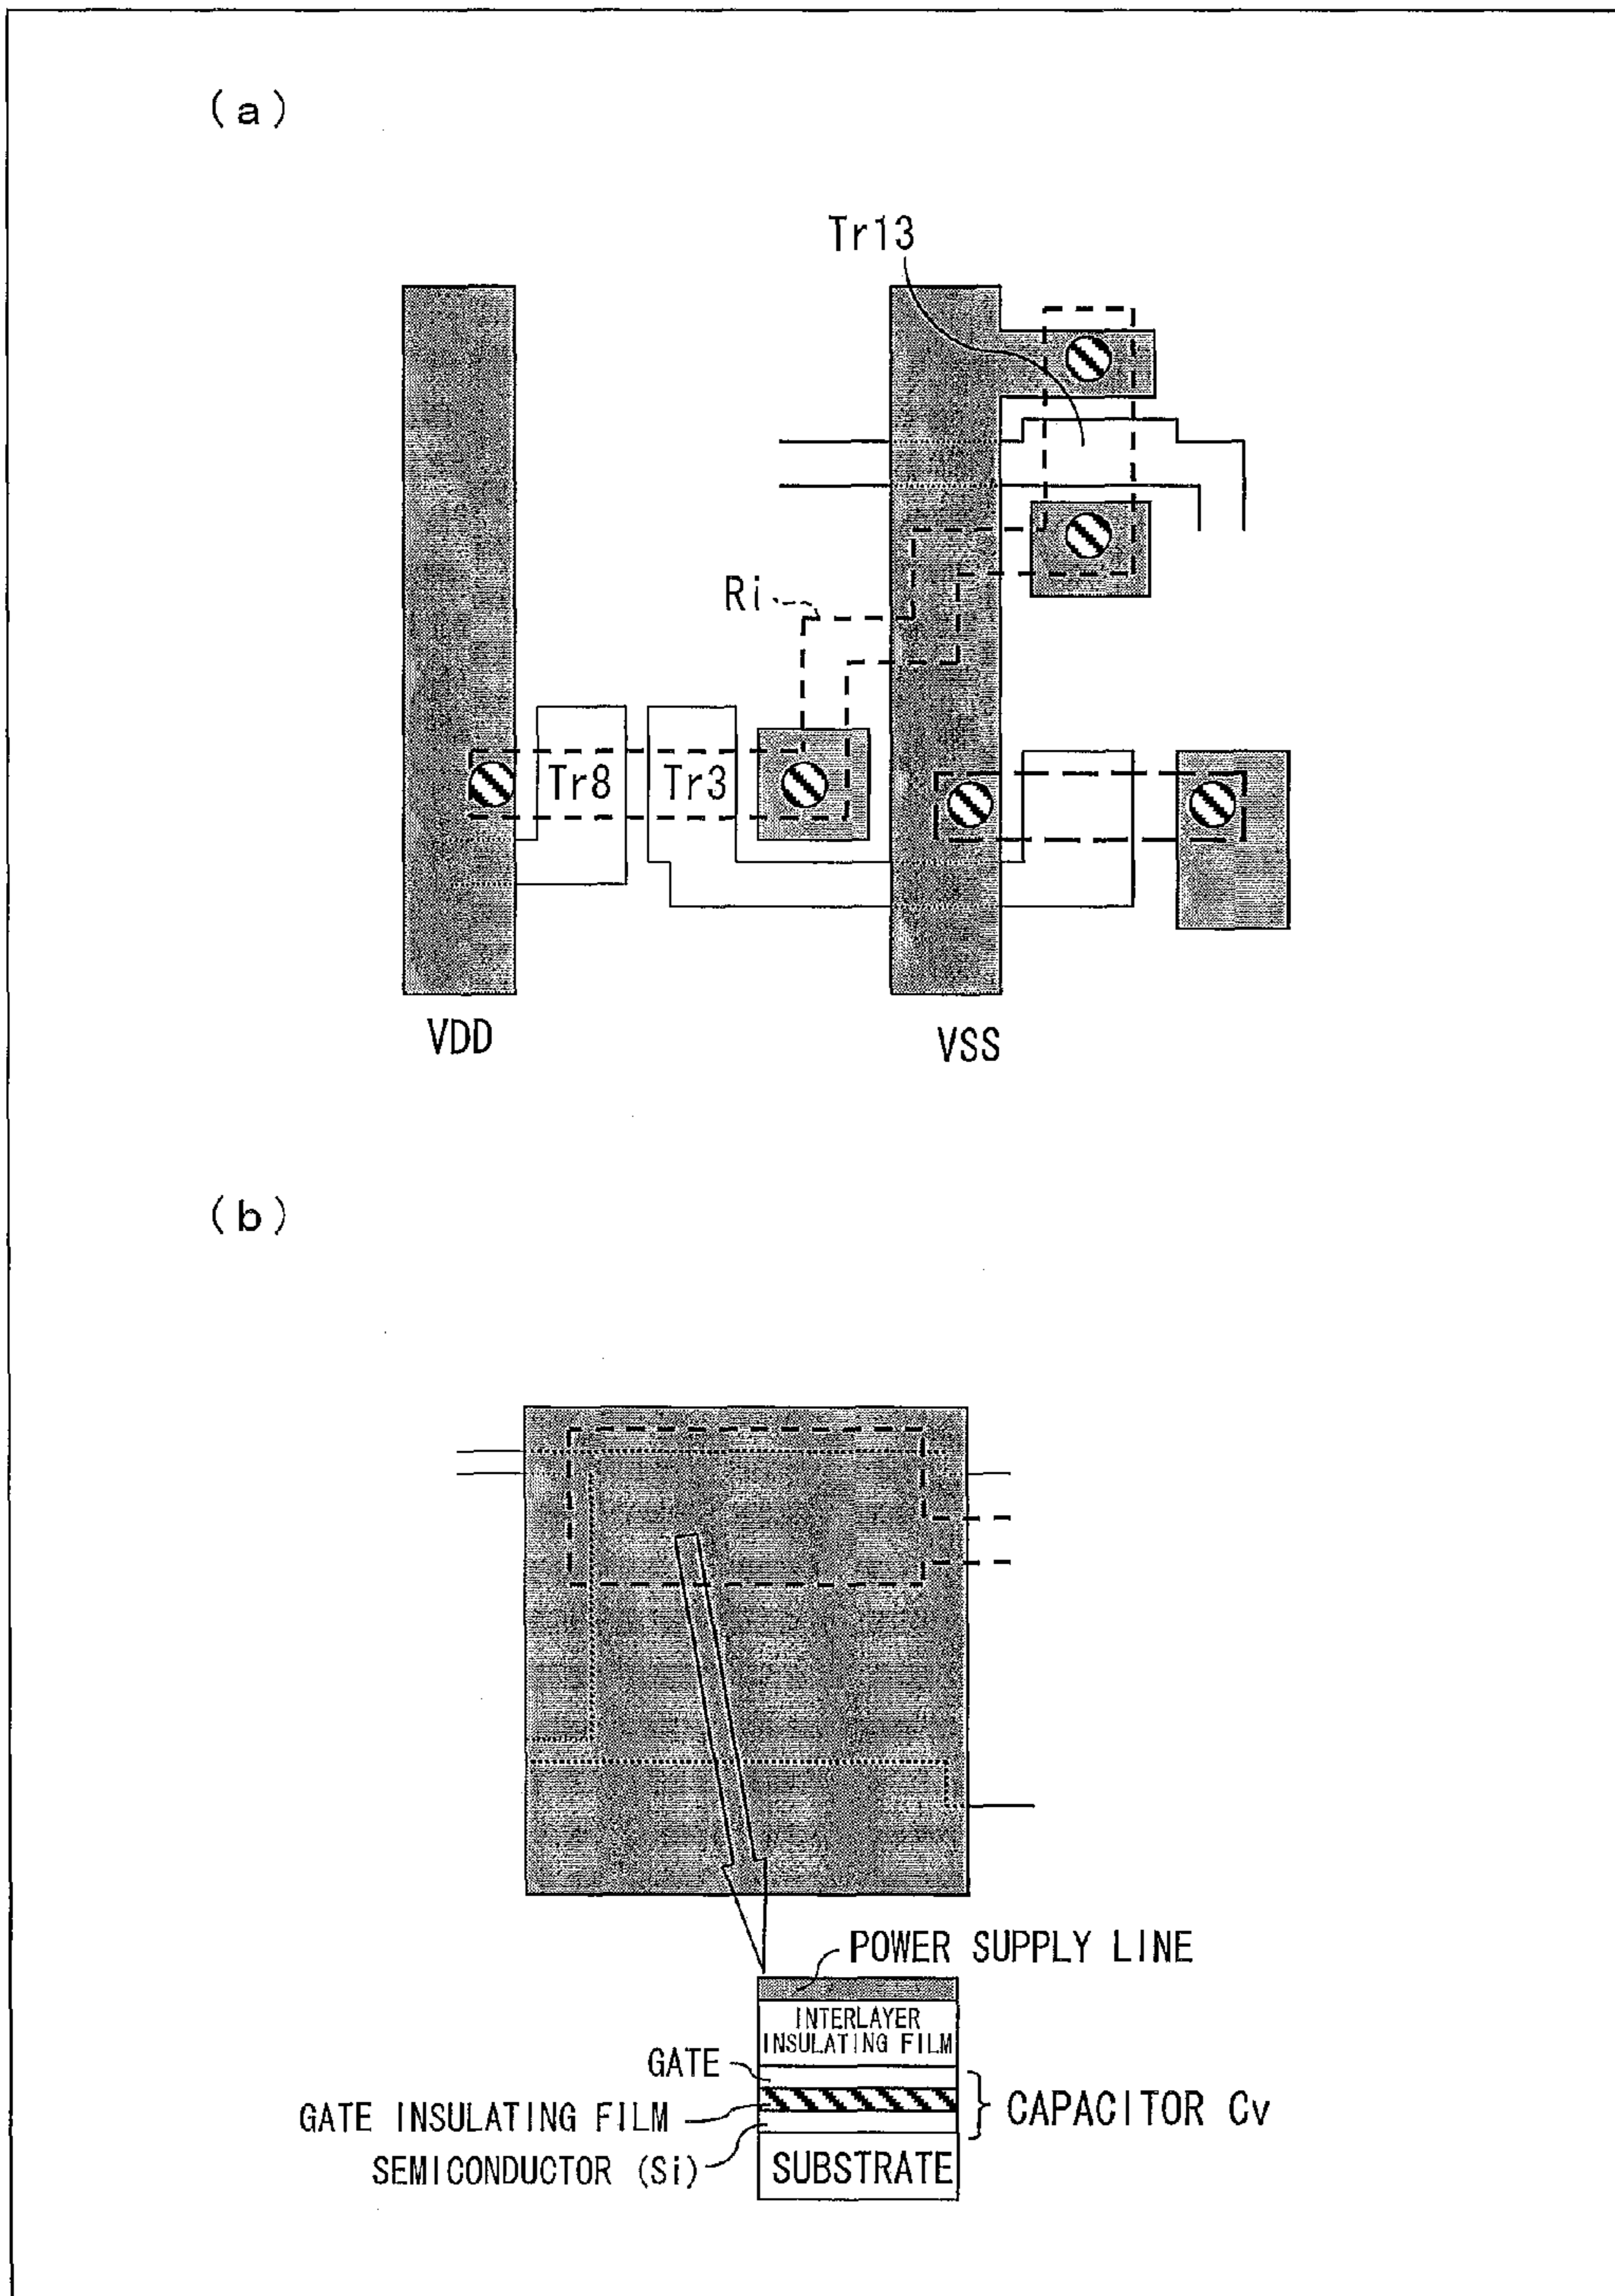 (a)
Tr13
Ri
Tr8
Tr3
VDD
VSS
(b)
POWER SUPPLY LINE
INTERLAYER
INSULATING FILM
GATE
GATE INSULATING FILM
CAPACITOR Cv
SEMICONDUCTOR (Si)
SUBSTRATE